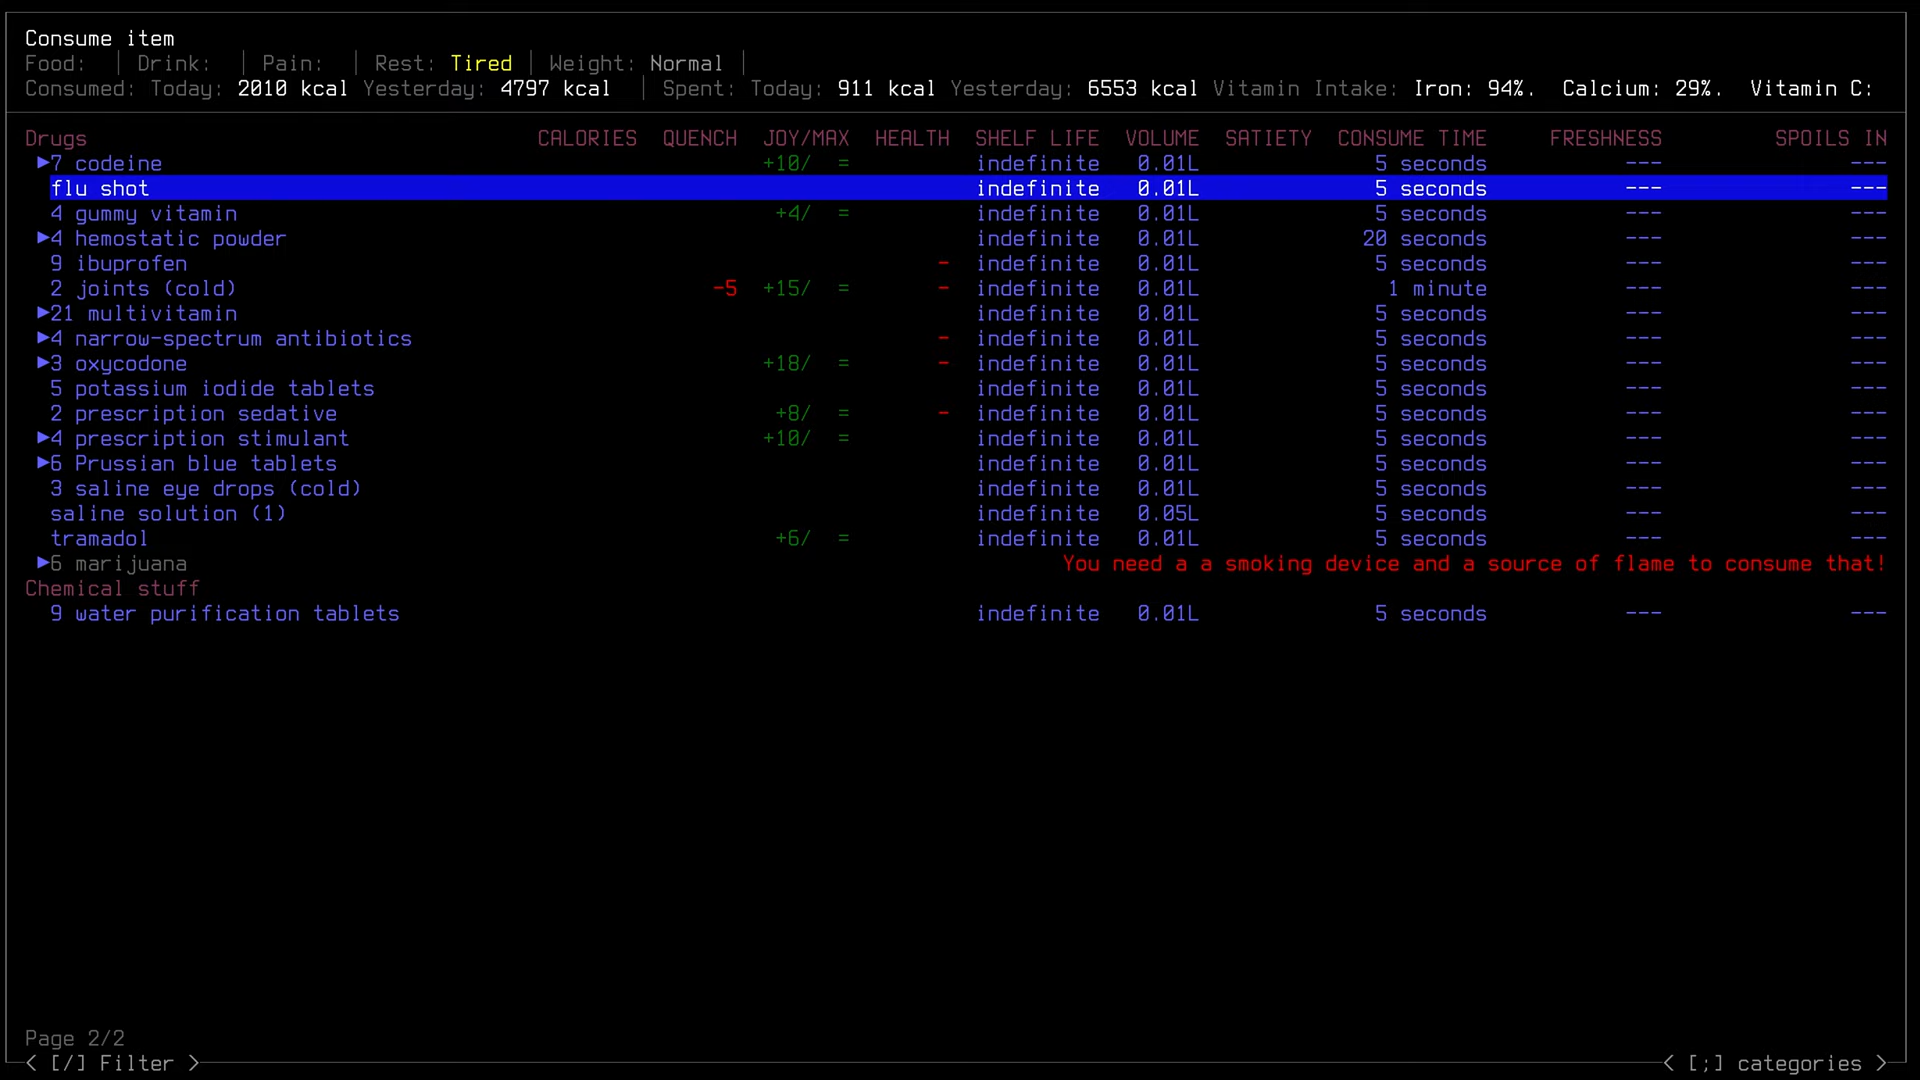 Consume item
Food: | Drink: | Pain: | Rest: Tired | Weight: Normal |
Consumed: Today: 2010 kcal Yesterday: 4797 kcal | Spent: Today: 911 kcal Yesterday: 6553 kcal Vitamin Intake: Iron: 94%. Calcium: 29%. Vitamin C:
Drugs CALORIES QUENCH JOY/MAX HEALTH SHELF LIFE VOLUME SATIETY CONSUME TIME FRESHNESS SPOILS IN
▶7 codeine +10/ = indefinite 0.01L 5 seconds --- ---
flu shot indefinite 0.01L 5 seconds --- ---
4 gummy vitamin +4/ = indefinite 0.01L 5 seconds --- ---
▶4 hemostatic powder indefinite 0.01L 20 seconds --- ---
9 ibuprofen - indefinite 0.01L 5 seconds --- ---
2 joints (cold) -5 +15/ = - indefinite 0.01L 1 minute --- ---
▶21 multivitamin indefinite 0.01L 5 seconds --- ---
▶4 narrow-spectrum antibiotics - indefinite 0.01L 5 seconds --- ---
▶3 oxycodone +18/ = - indefinite 0.01L 5 seconds --- ---
5 potassium iodide tablets indefinite 0.01L 5 seconds --- ---
2 prescription sedative +8/ = - indefinite 0.01L 5 seconds --- ---
▶4 prescription stimulant +10/ = indefinite 0.01L 5 seconds --- ---
▶6 Prussian blue tablets indefinite 0.01L 5 seconds --- ---
3 saline eye drops (cold) indefinite 0.01L 5 seconds --- ---
saline solution (1) indefinite 0.05L 5 seconds --- ---
tramadol +6/ = indefinite 0.01L 5 seconds --- ---
▶6 marijuana You need a a smoking device and a source of flame to consume that!
Chemical stuff
9 water purification tablets indefinite 0.01L 5 seconds --- ---
Page 2/2
< [/] Filter > < [;] categories >